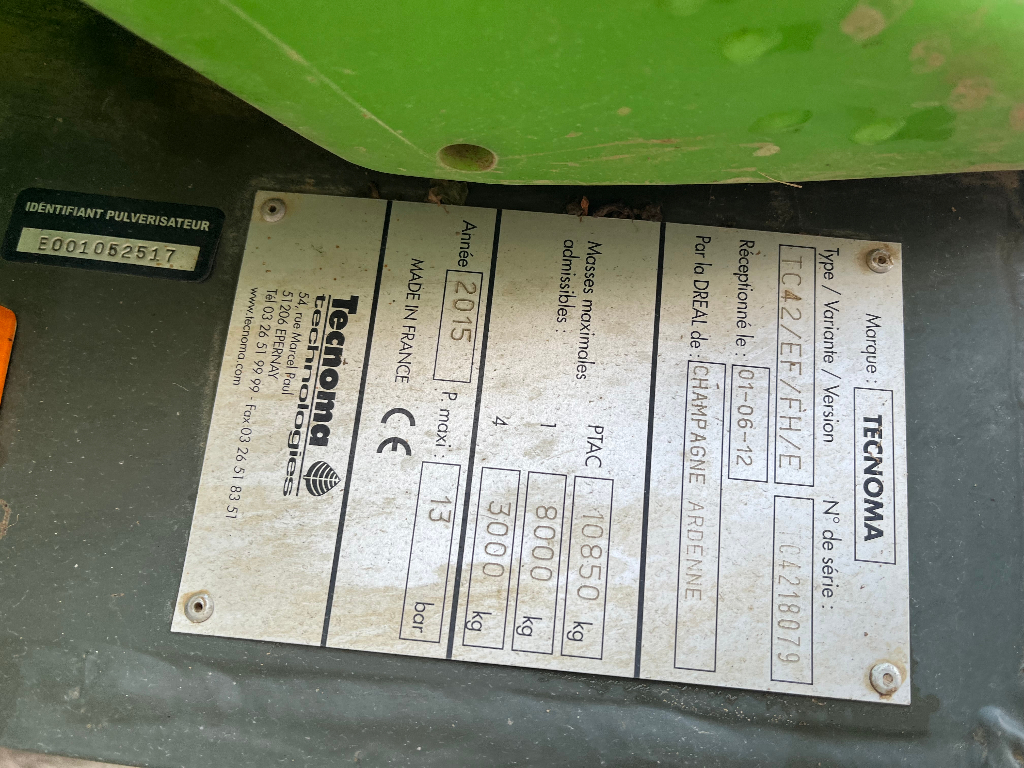 Marque : TECNOMA
Type / Variante / Version N° de série :
TC42/EF/FH/E TC4218079
Réceptionné le : 01-06-12
Par la DREAL de : CHAMPAGNE ARDENNE
Masses maximales PTAC 10850 kg
admissibles : 1 8000 kg
4 3000 kg
Année 2015 P. maxi : 13 bar
MADE IN FRANCE CE
Tecnoma
technologies
54, rue Marcel Paul
51206 EPERNAY
Tél 03 26 51 99 99 - Fax 03 26 51 83 51
www.tecnoma.com
IDENTIFIANT PULVERISATEUR
E001052517